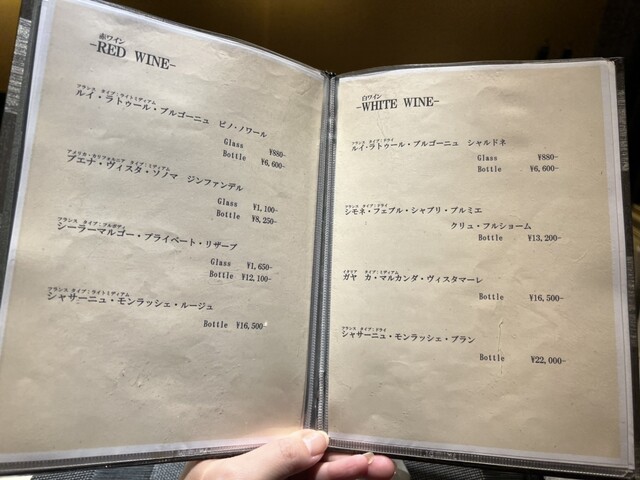 赤ワイン
-RED WINE-
フランス タイプ:ライトミディアム
ルイ・ラトゥール・ブルゴーニュ ピノ・ノワール
Glass ¥880-
Bottle ¥6,600-
アメリカ・カリフォルニア タイプ:ミディアム
ブエナ・ヴィスタ・ソノマ ジンファンデル
Glass ¥1,100-
Bottle ¥8,250-
フランス タイプ:フルボディ
シーラーマルゴー・プライベート・リザーブ
Glass ¥1,650-
Bottle ¥12,100-
フランス タイプ:ライトミディアム
シャサーニュ・モンラッシェ・ルージュ
Bottle ¥16,500-
白ワイン
-WHITE WINE-
フランス タイプ:ドライ
ルイ・ラトゥール・ブルゴーニュ シャルドネ
Glass ¥880-
Bottle ¥6,600-
フランス タイプ:ドライ
シモネ・フェブル・シャブリ・プルミエ
クリュ・フルショーム
Bottle ¥13,200-
イタリア タイプ:ミディアム
ガヤ カ・マルカンダ・ヴィスタマーレ
Bottle ¥16,500-
フランス タイプ:ドライ
シャサーニュ・モンラッシェ・ブラン
Bottle ¥22,000-